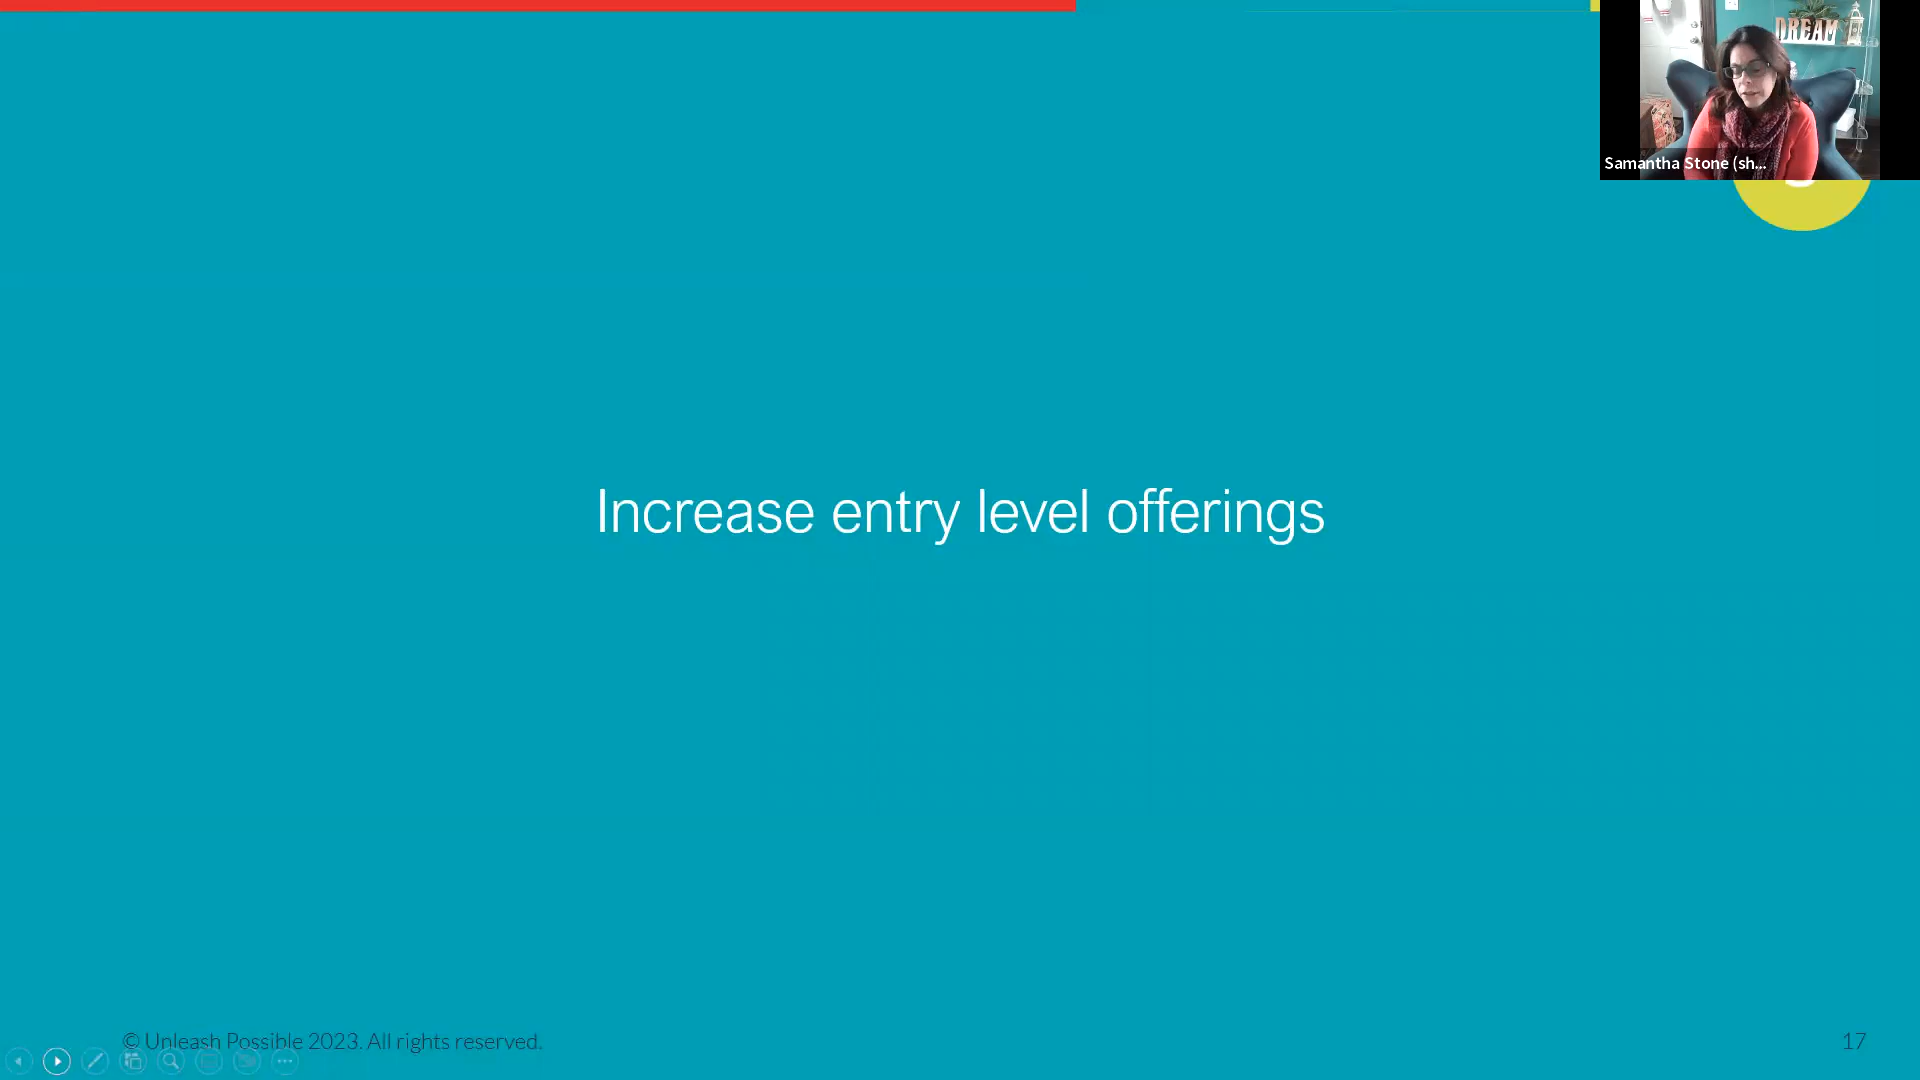 DREAM
Samantha Stone (sh...
Increase entry level offerings
© Unleash Possible 2023. All rights reserved.
17